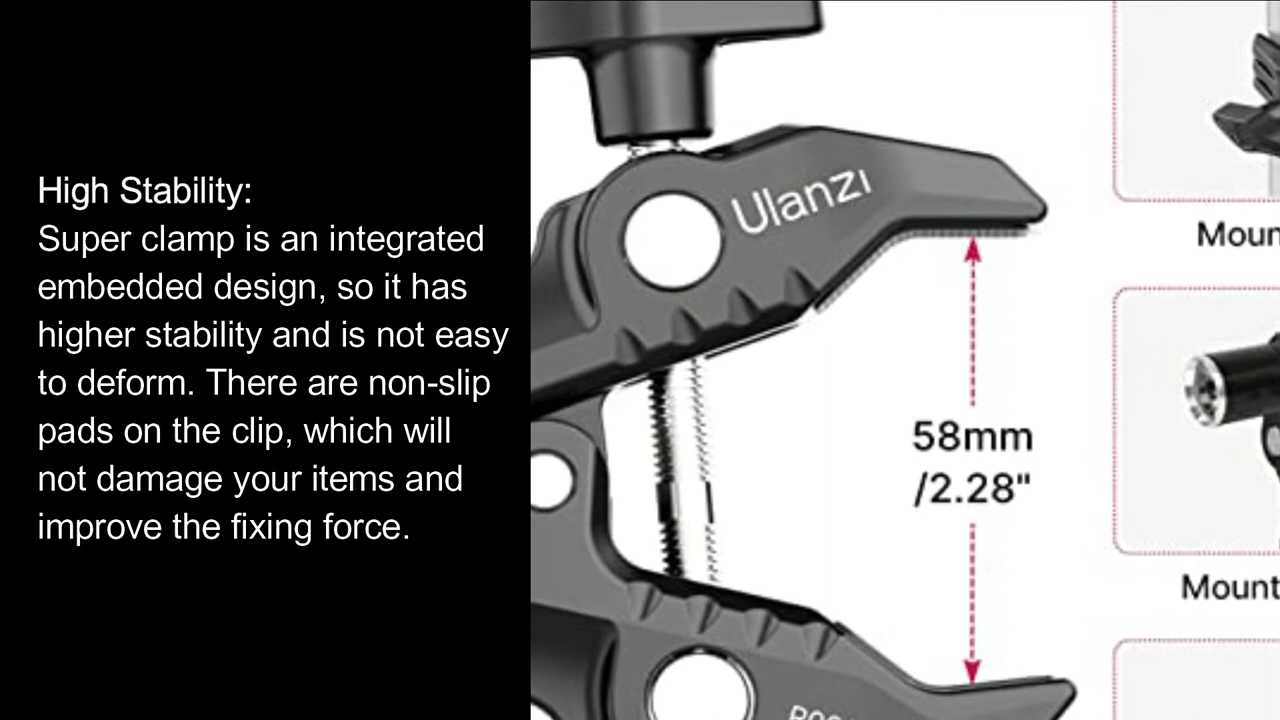 High Stability:
Super clamp is an integrated
embedded design, so it has
higher stability and is not easy
to deform. There are non-slip
pads on the clip, which will
not damage your items and
improve the fixing force.
Ulanzi
58mm
/2.28"
Mount